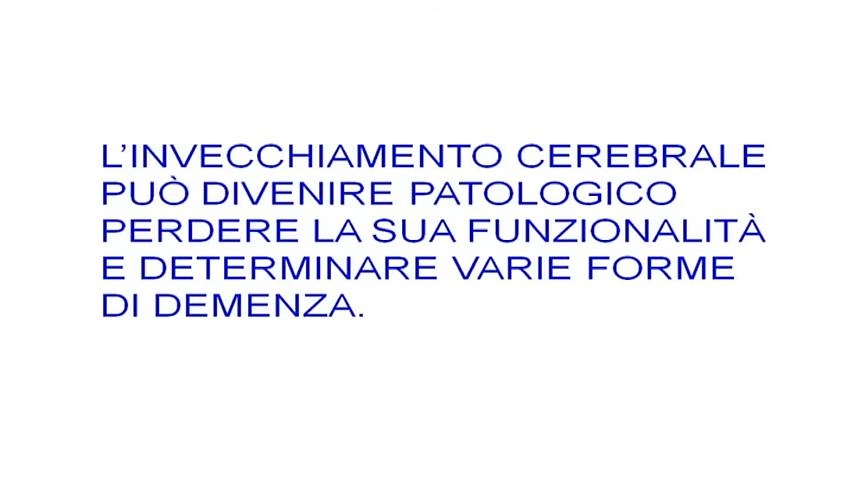 L’INVECCHIAMENTO CEREBRALE
PUÒ DIVENIRE PATOLOGICO
PERDERE LA SUA FUNZIONALITÀ
E DETERMINARE VARIE FORME
DI DEMENZA.